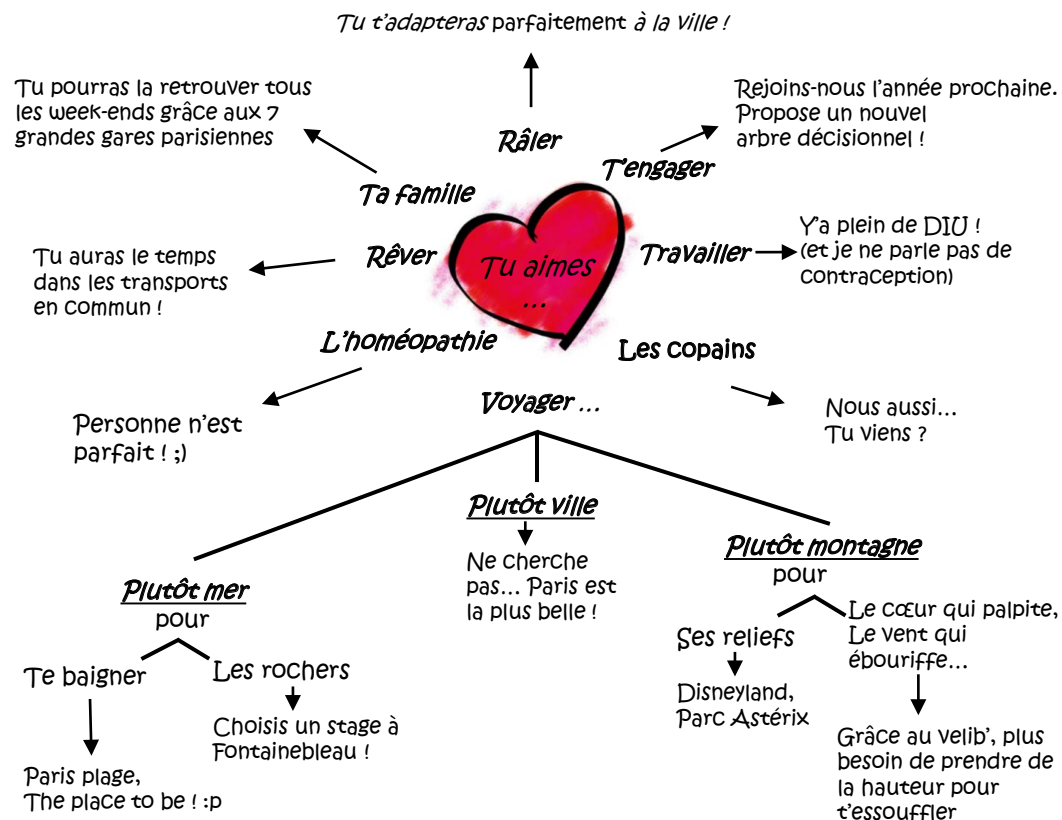 Tu t'adapteras parfaitement à la ville !
Tu pourras la retrouver tous
les week-ends grâce aux 7
grandes gares parisiennes
Rejoins-nous l'année prochaine.
Propose un nouvel
arbre décisionnel !
Râler
T'engager
Ta famille
Tu auras le temps
dans les transports
en commun !
Rêver
Tu aimes
...
Travailler
Y'a plein de DIU !
(et je ne parle pas de
contraception)
L'homéopathie
Les copains
Personne n'est
parfait ! ;)
Voyager ...
Nous aussi...
Tu viens ?
Plutôt ville
Ne cherche
pas... Paris est
la plus belle !
Plutôt mer
pour
Te baigner
Les rochers
Paris plage,
The place to be ! :p
Choisis un stage à
Fontainebleau !
Plutôt montagne
pour
Ses reliefs
Disneyland,
Parc Astérix
Le cœur qui palpite,
Le vent qui
ébouriffe...
Grâce au velib', plus
besoin de prendre de
la hauteur pour
t'essouffler